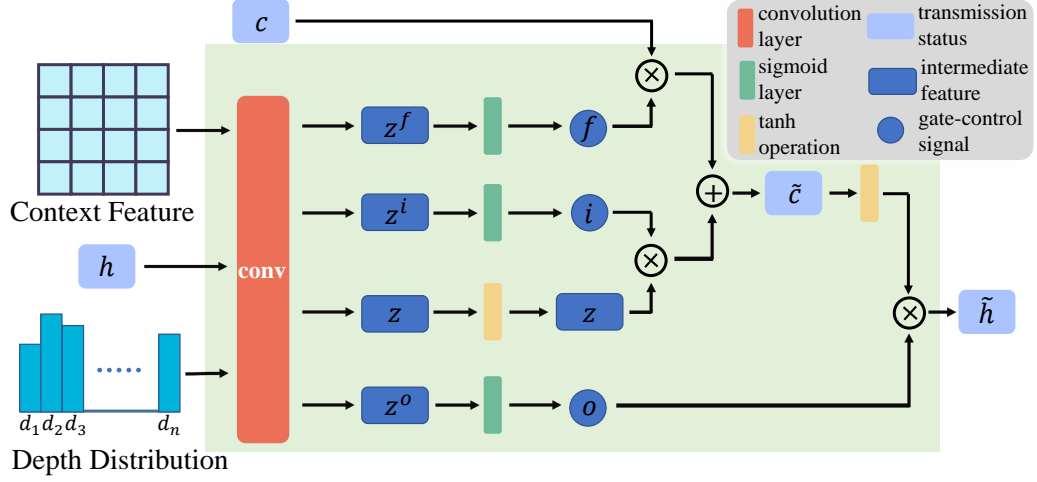 c
convolution
layer
transmission
status
sigmoid
layer
intermediate
feature
tanh
operation
gate-control
signal
Context Feature
h
conv
z^f
f
×
z^i
i
×
+
c̃
z
z
z^o
o
×
h̃
d_1 d_2 d_3 ····· d_n
Depth Distribution